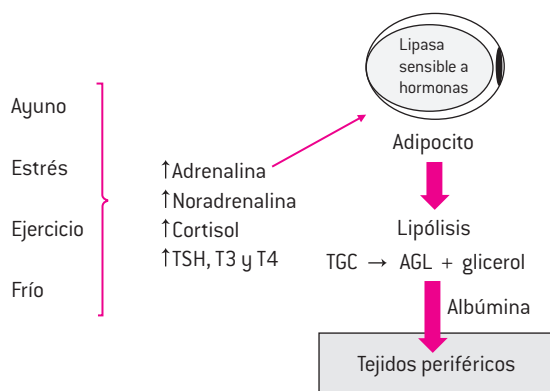 Ayuno
Estrés
Ejercicio
Frío
↑Adrenalina
↑Noradrenalina
↑Cortisol
↑TSH, T3 y T4
Lipasa
sensible a
hormonas
Adipocito
Lipólisis
TGC → AGL + glicerol
Albúmina
Tejidos periféricos